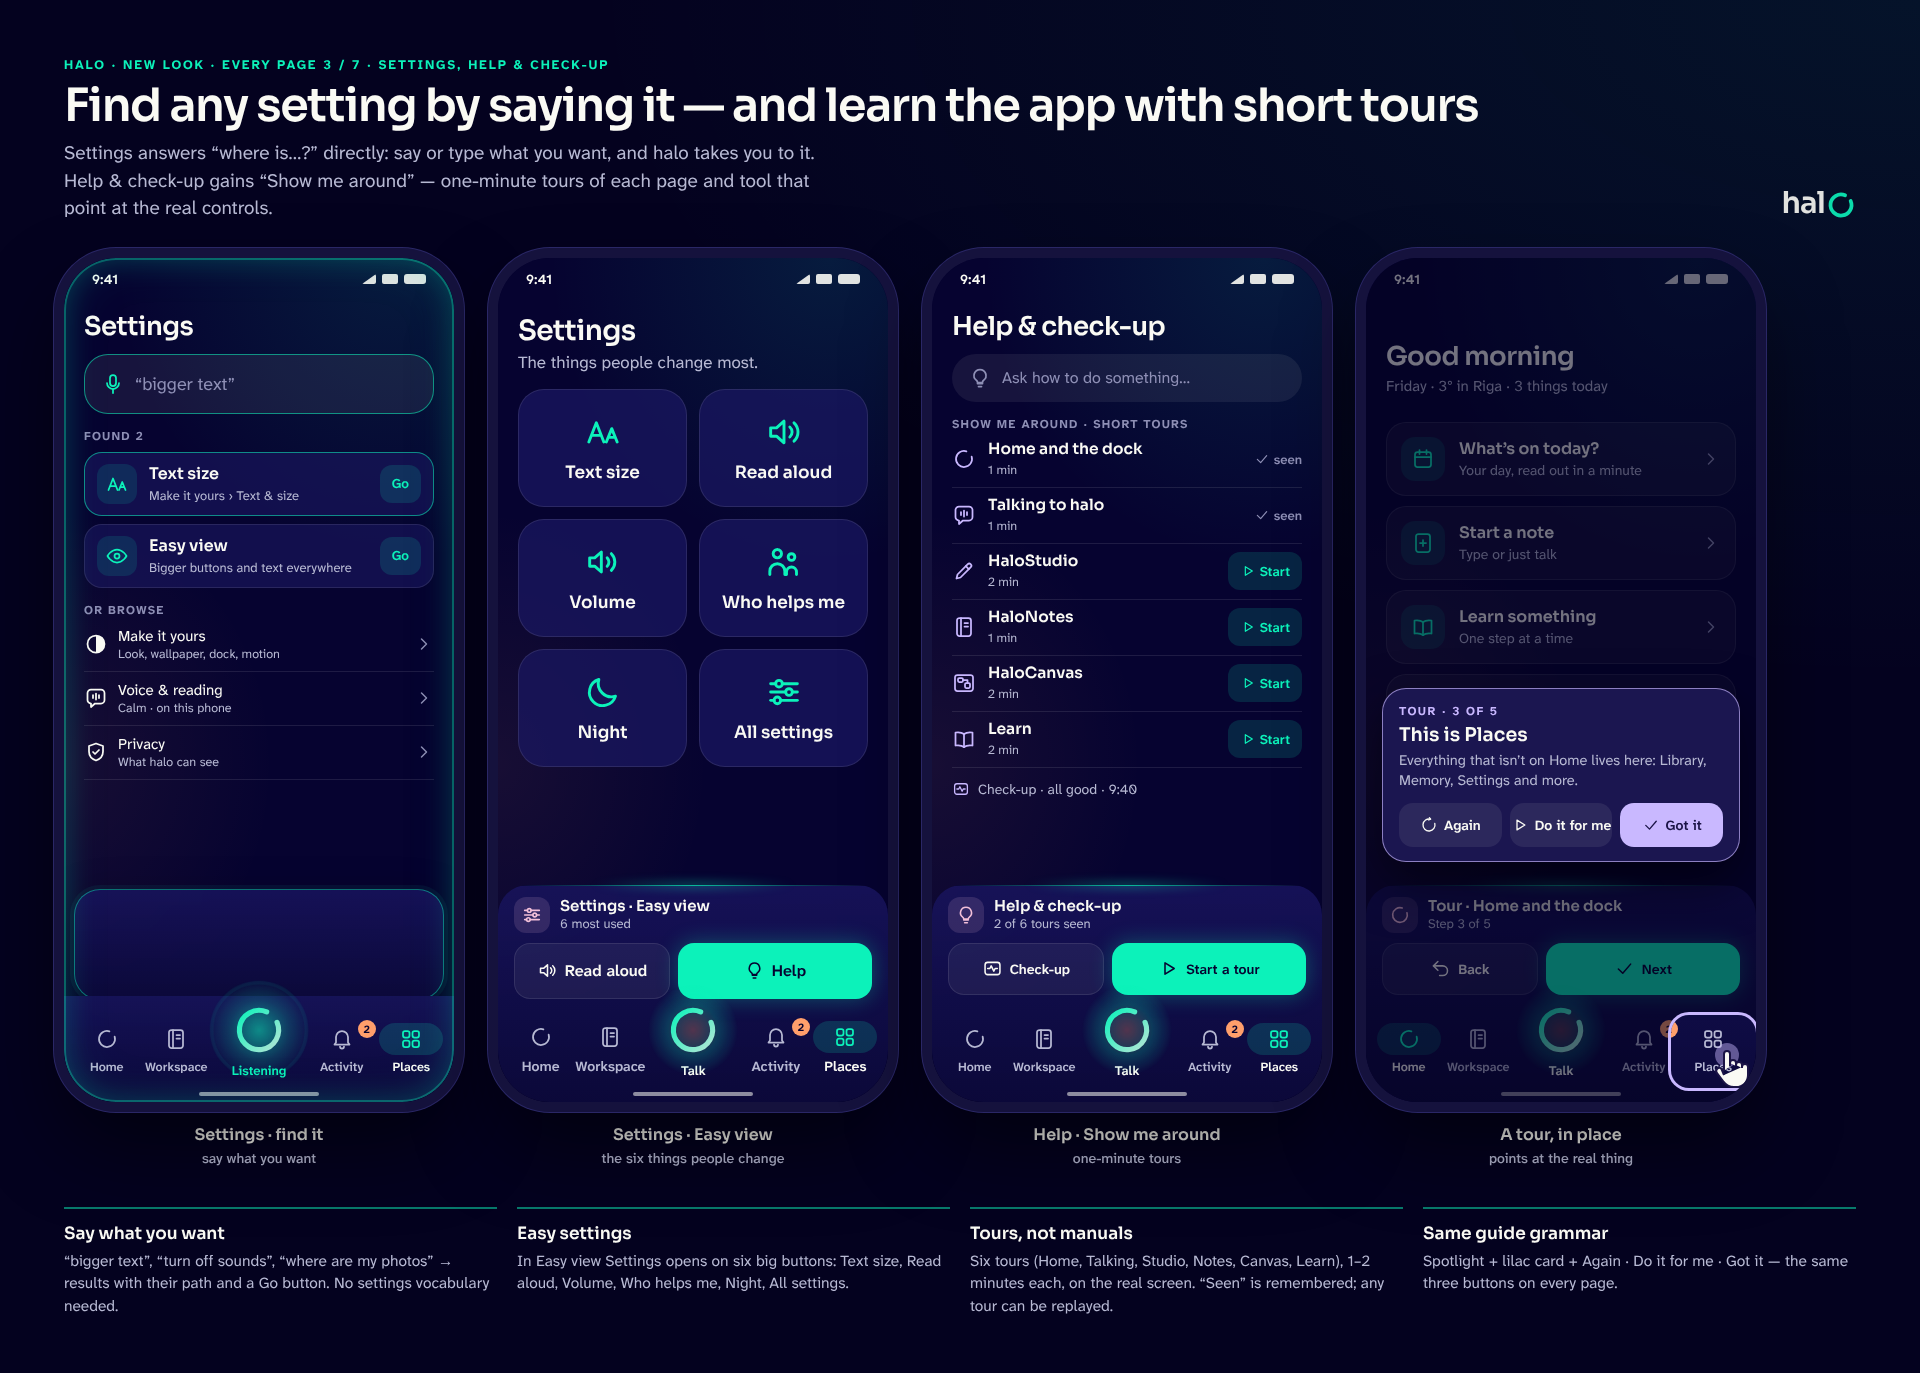 HALO · NEW LOOK · EVERY PAGE 3 / 7 · SETTINGS, HELP & CHECK-UP
Find any setting by saying it — and learn the app with short tours
Settings answers “where is…?” directly: say or type what you want, and halo takes you to it.
Help & check-up gains “Show me around” — one-minute tours of each page and tool that
point at the real controls.
halo
9:41
Settings
“bigger text”
FOUND 2
Text size
Make it yours › Text & size
Go
Easy view
Bigger buttons and text everywhere
Go
OR BROWSE
Make it yours
Look, wallpaper, dock, motion
Voice & reading
Calm · on this phone
Privacy
What halo can see
Home
Workspace
Listening
2
Activity
Places
Settings · find it
say what you want
9:41
Settings
The things people change most.
Text size
Read aloud
Volume
Who helps me
Night
All settings
Settings · Easy view
6 most used
Read aloud
Help
Home
Workspace
Talk
2
Activity
Places
Settings · Easy view
the six things people change
9:41
Help & check-up
Ask how to do something…
SHOW ME AROUND · SHORT TOURS
Home and the dock
1 min
seen
Talking to halo
1 min
seen
HaloStudio
2 min
Start
HaloNotes
1 min
Start
HaloCanvas
2 min
Start
Learn
2 min
Start
Check-up · all good · 9:40
Help & check-up
2 of 6 tours seen
Check-up
Start a tour
Home
Workspace
Talk
2
Activity
Places
Help · Show me around
one-minute tours
9:41
Good morning
Friday · 3° in Riga · 3 things today
What’s on today?
Your day, read out in a minute
Start a note
Type or just talk
Learn something
One step at a time
TOUR · 3 OF 5
This is Places
Everything that isn’t on Home lives here: Library,
Memory, Settings and more.
Again
Do it for me
Got it
Tour · Home and the dock
Step 3 of 5
Back
Next
Home
Workspace
Talk
Activity
A tour, in place
points at the real thing
Say what you want
“bigger text”, “turn off sounds”, “where are my photos” →
results with their path and a Go button. No settings vocabulary
needed.
Easy settings
In Easy view Settings opens on six big buttons: Text size, Read
aloud, Volume, Who helps me, Night, All settings.
Tours, not manuals
Six tours (Home, Talking, Studio, Notes, Canvas, Learn), 1–2
minutes each, on the real screen. “Seen” is remembered; any
tour can be replayed.
Same guide grammar
Spotlight + lilac card + Again · Do it for me · Got it — the same
three buttons on every page.